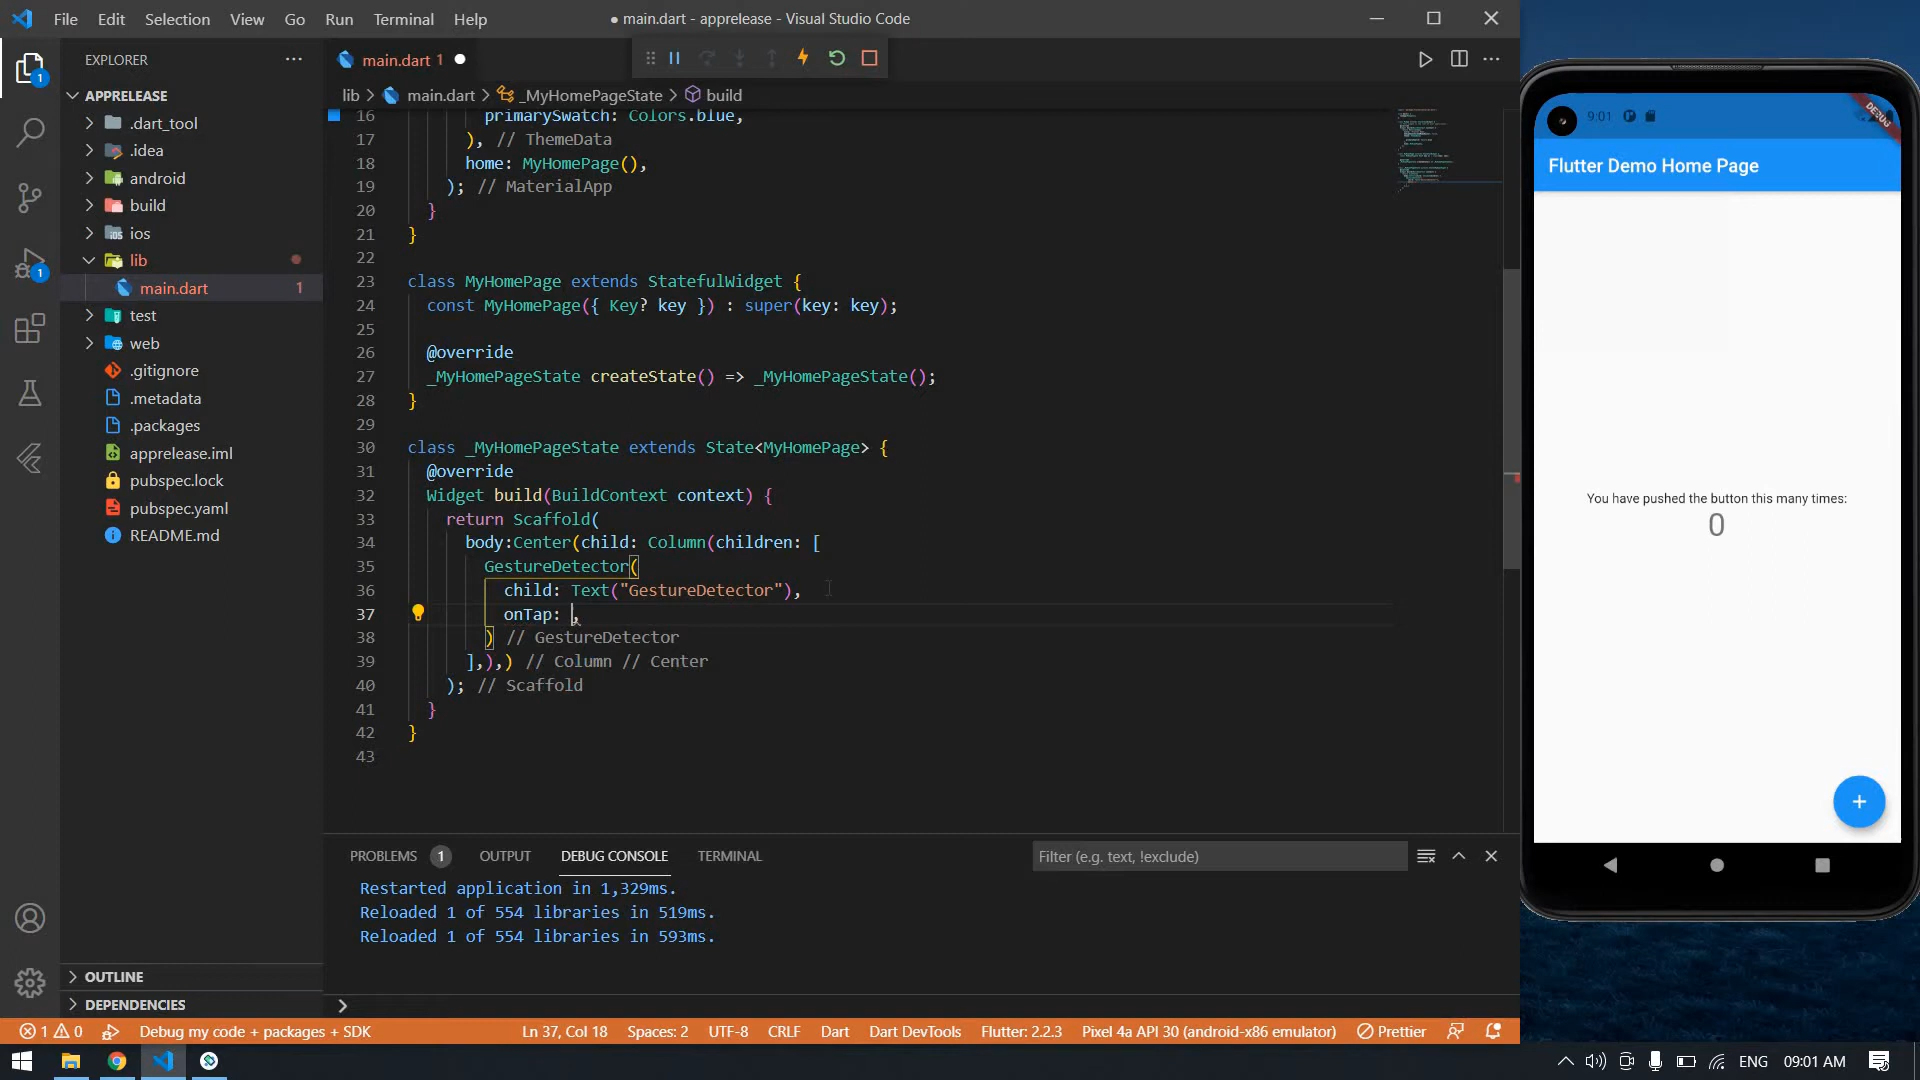 File Edit Selection View Go Run Terminal Help
● main.dart - apprelease - Visual Studio Code
EXPLORER
APPRELEASE
.dart_tool
.idea
android
build
ios
lib
main.dart 1
test
web
.gitignore
.metadata
.packages
apprelease.iml
pubspec.lock
pubspec.yaml
README.md
OUTLINE
DEPENDENCIES
1
1
main.dart 1
lib > main.dart > _MyHomePageState > build
16 primarySwatch: Colors.blue,
17 ), // ThemeData
18 home: MyHomePage(),
19 ); // MaterialApp
20 }
21 }
22
23 class MyHomePage extends StatefulWidget {
24 const MyHomePage({ Key? key }) : super(key: key);
25
26 @override
27 _MyHomePageState createState() => _MyHomePageState();
28 }
29
30 class _MyHomePageState extends State<MyHomePage> {
31 @override
32 Widget build(BuildContext context) {
33 return Scaffold(
34 body:Center(child: Column(children: [
35 GestureDetector(
36 child: Text("GestureDetector"),
37 onTap: ,
38 ) // GestureDetector
39 ],),) // Column // Center
40 ); // Scaffold
41 }
42 }
43
PROBLEMS 1 OUTPUT DEBUG CONSOLE TERMINAL
Filter (e.g. text, !exclude)
Restarted application in 1,329ms.
Reloaded 1 of 554 libraries in 519ms.
Reloaded 1 of 554 libraries in 593ms.
1 0 Debug my code + packages + SDK Ln 37, Col 18 Spaces: 2 UTF-8 CRLF Dart Dart DevTools Flutter: 2.2.3 Pixel 4a API 30 (android-x86 emulator) Prettier
9:01
DEBUG
Flutter Demo Home Page
You have pushed the button this many times:
0
+
ENG 09:01 AM